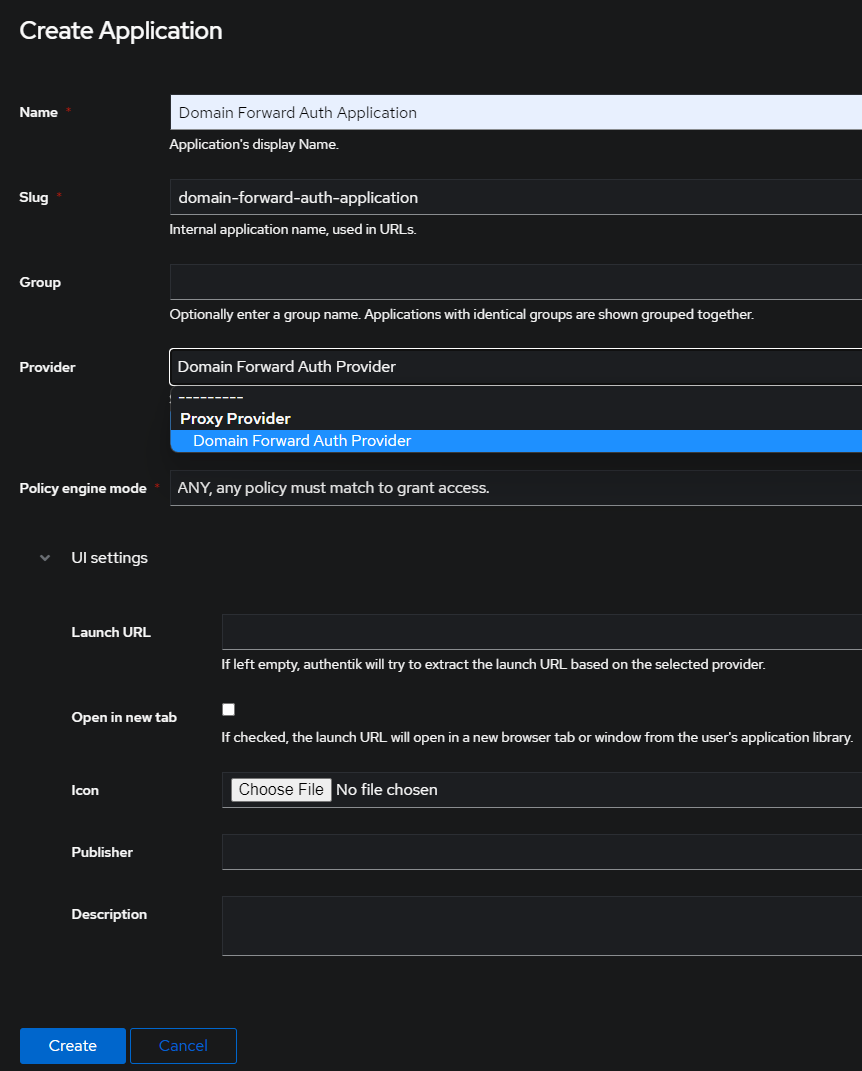 Create Application
Name *
Domain Forward Auth Application
Application's display Name.
Slug *
domain-forward-auth-application
Internal application name, used in URLs.
Group
Optionally enter a group name. Applications with identical groups are shown grouped together.
Provider
Domain Forward Auth Provider
---------
Proxy Provider
Domain Forward Auth Provider
Policy engine mode *
ANY, any policy must match to grant access.
UI settings
Launch URL
If left empty, authentik will try to extract the launch URL based on the selected provider.
Open in new tab
If checked, the launch URL will open in a new browser tab or window from the user's application library.
Icon
Choose File No file chosen
Publisher
Description
Create Cancel